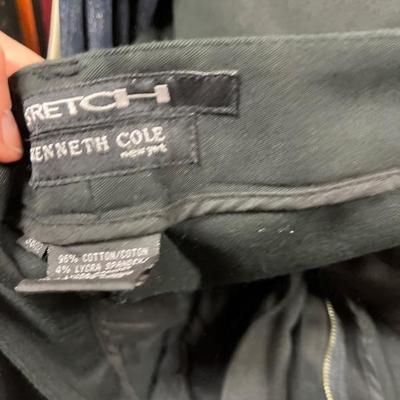 STRETCH
KENNETH COLE
new york
96% COTTON/COTON
4% LYCRA SPANDEX